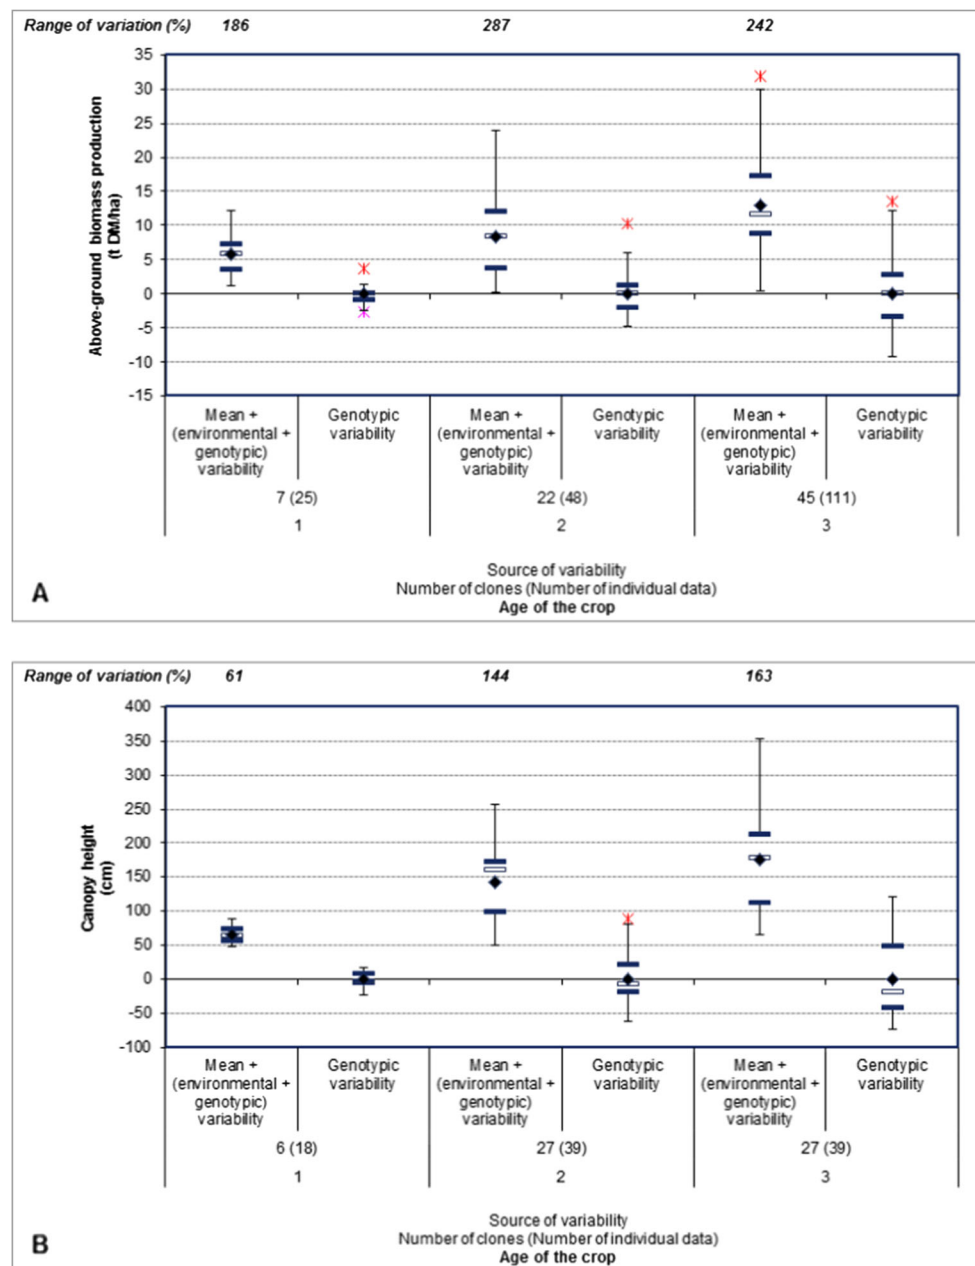 Range of variation (%) 186 287 242
35
30
25
20
15
10
5
0
-5
-10
-15
Above-ground biomass production
(t DM/ha)
Mean + Genotypic Mean + Genotypic Mean + Genotypic
(environmental + variability (environmental + variability (environmental + variability
genotypic) genotypic) genotypic)
variability variability variability
7 (25) 22 (48) 45 (111)
1 2 3
Source of variability
Number of clones (Number of individual data)
Age of the crop
A
Range of variation (%) 61 144 163
400
350
300
250
200
150
100
50
0
-50
-100
Canopy height
(cm)
Mean + Genotypic Mean + Genotypic Mean + Genotypic
(environmental + variability (environmental + variability (environmental + variability
genotypic) genotypic) genotypic)
variability variability variability
6 (18) 27 (39) 27 (39)
1 2 3
Source of variability
Number of clones (Number of individual data)
Age of the crop
B